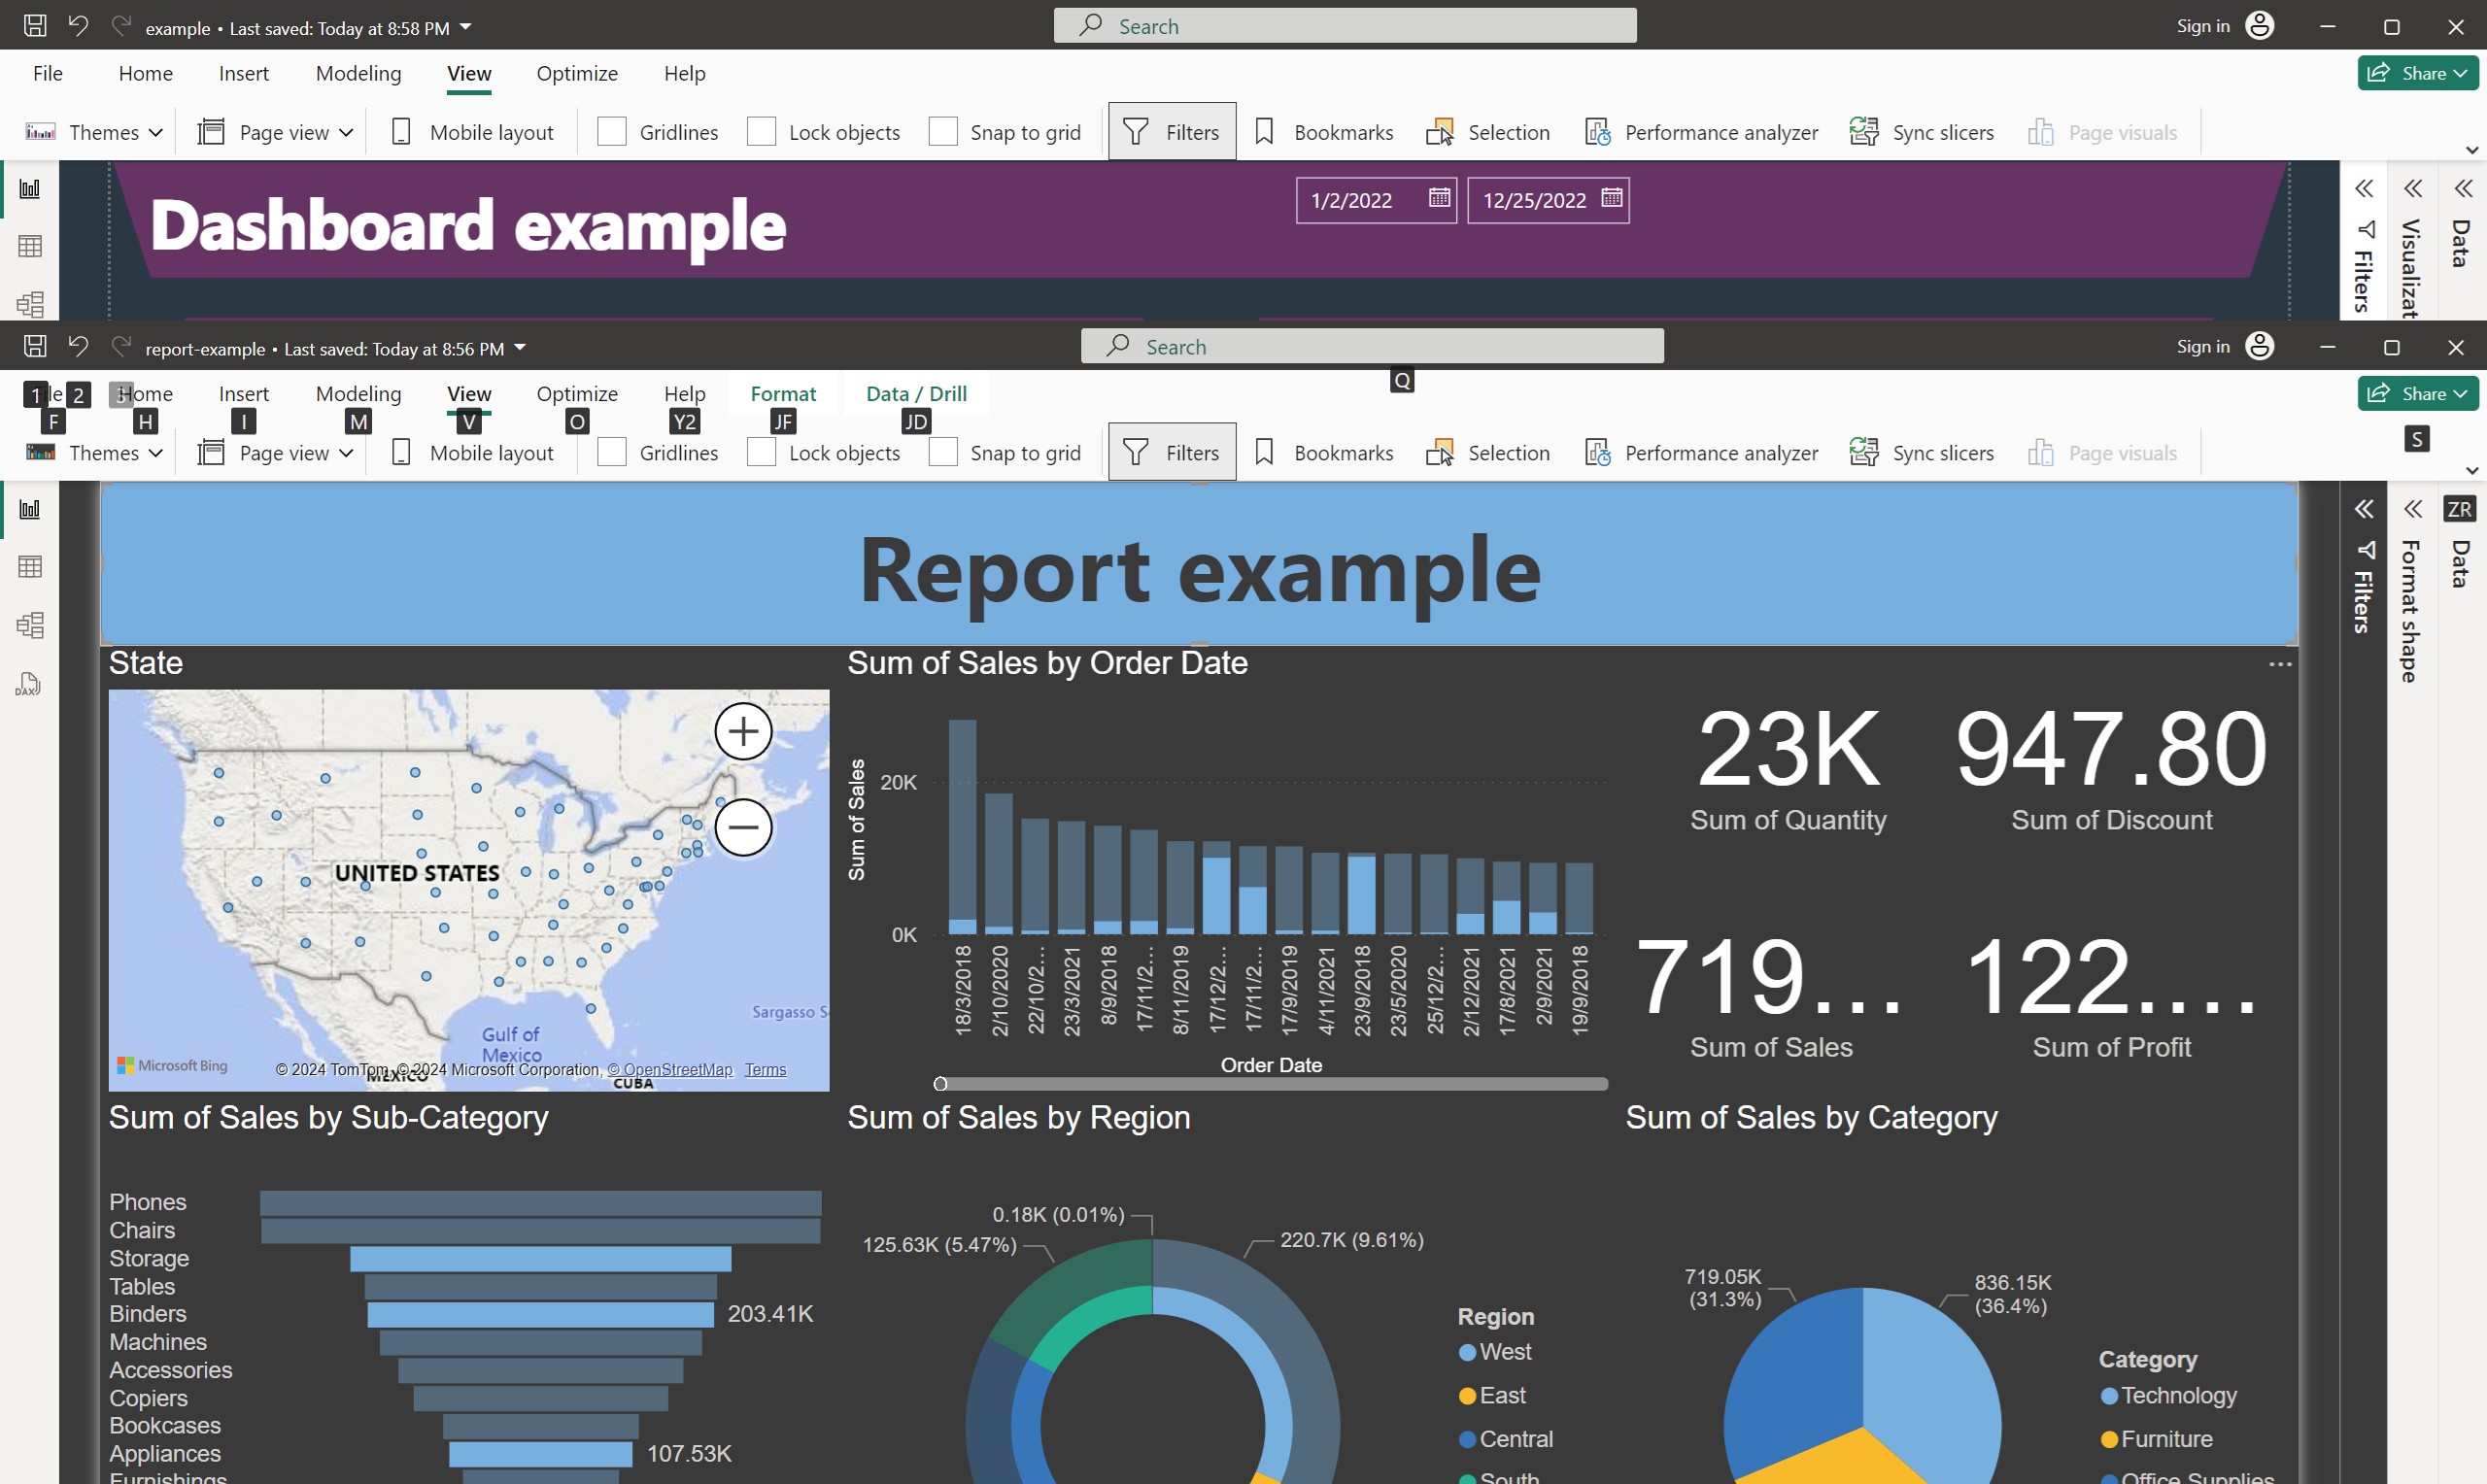 example • Last saved: Today at 8:58 PM
Search
Sign in
File Home Insert Modeling View Optimize Help
Share
Themes Page view Mobile layout Gridlines Lock objects Snap to grid Filters Bookmarks Selection Performance analyzer Sync slicers Page visuals
Dashboard example
1/2/2022 12/25/2022
Filters
Visualizat
Data
report-example • Last saved: Today at 8:56 PM
Search
Sign in
1 ile 2 3 Home Insert Modeling View Optimize Help Format Data / Drill
Q
Share
F H I M V O Y2 JF JD
S
Themes Page view Mobile layout Gridlines Lock objects Snap to grid Filters Bookmarks Selection Performance analyzer Sync slicers Page visuals
ZR
Filters
Format shape
Data
DAX
Report example
State
UNITED STATES
Sargasso S
Gulf of
Mexico
Microsoft Bing
© 2024 TomTom, © 2024 Microsoft Corporation, © OpenStreetMap Terms
MEXICO
CUBA
Sum of Sales by Order Date
Sum of Sales
20K
0K
18/3/2018
2/10/2020
22/10/2...
23/3/2021
8/9/2018
17/11/2...
8/11/2019
17/12/2...
17/11/2...
17/9/2019
4/11/2021
23/9/2018
23/5/2020
25/12/2...
2/12/2021
17/8/2021
2/9/2021
19/9/2018
Order Date
23K
Sum of Quantity
947.80
Sum of Discount
719...
Sum of Sales
122....
Sum of Profit
Sum of Sales by Sub-Category
Phones
Chairs
Storage
Tables
Binders 203.41K
Machines
Accessories
Copiers
Bookcases
Appliances 107.53K
Furnishings
Sum of Sales by Region
0.18K (0.01%)
125.63K (5.47%)
220.7K (9.61%)
Region
West
East
Central
South
Sum of Sales by Category
719.05K
(31.3%)
836.15K
(36.4%)
Category
Technology
Furniture
Office Supplies